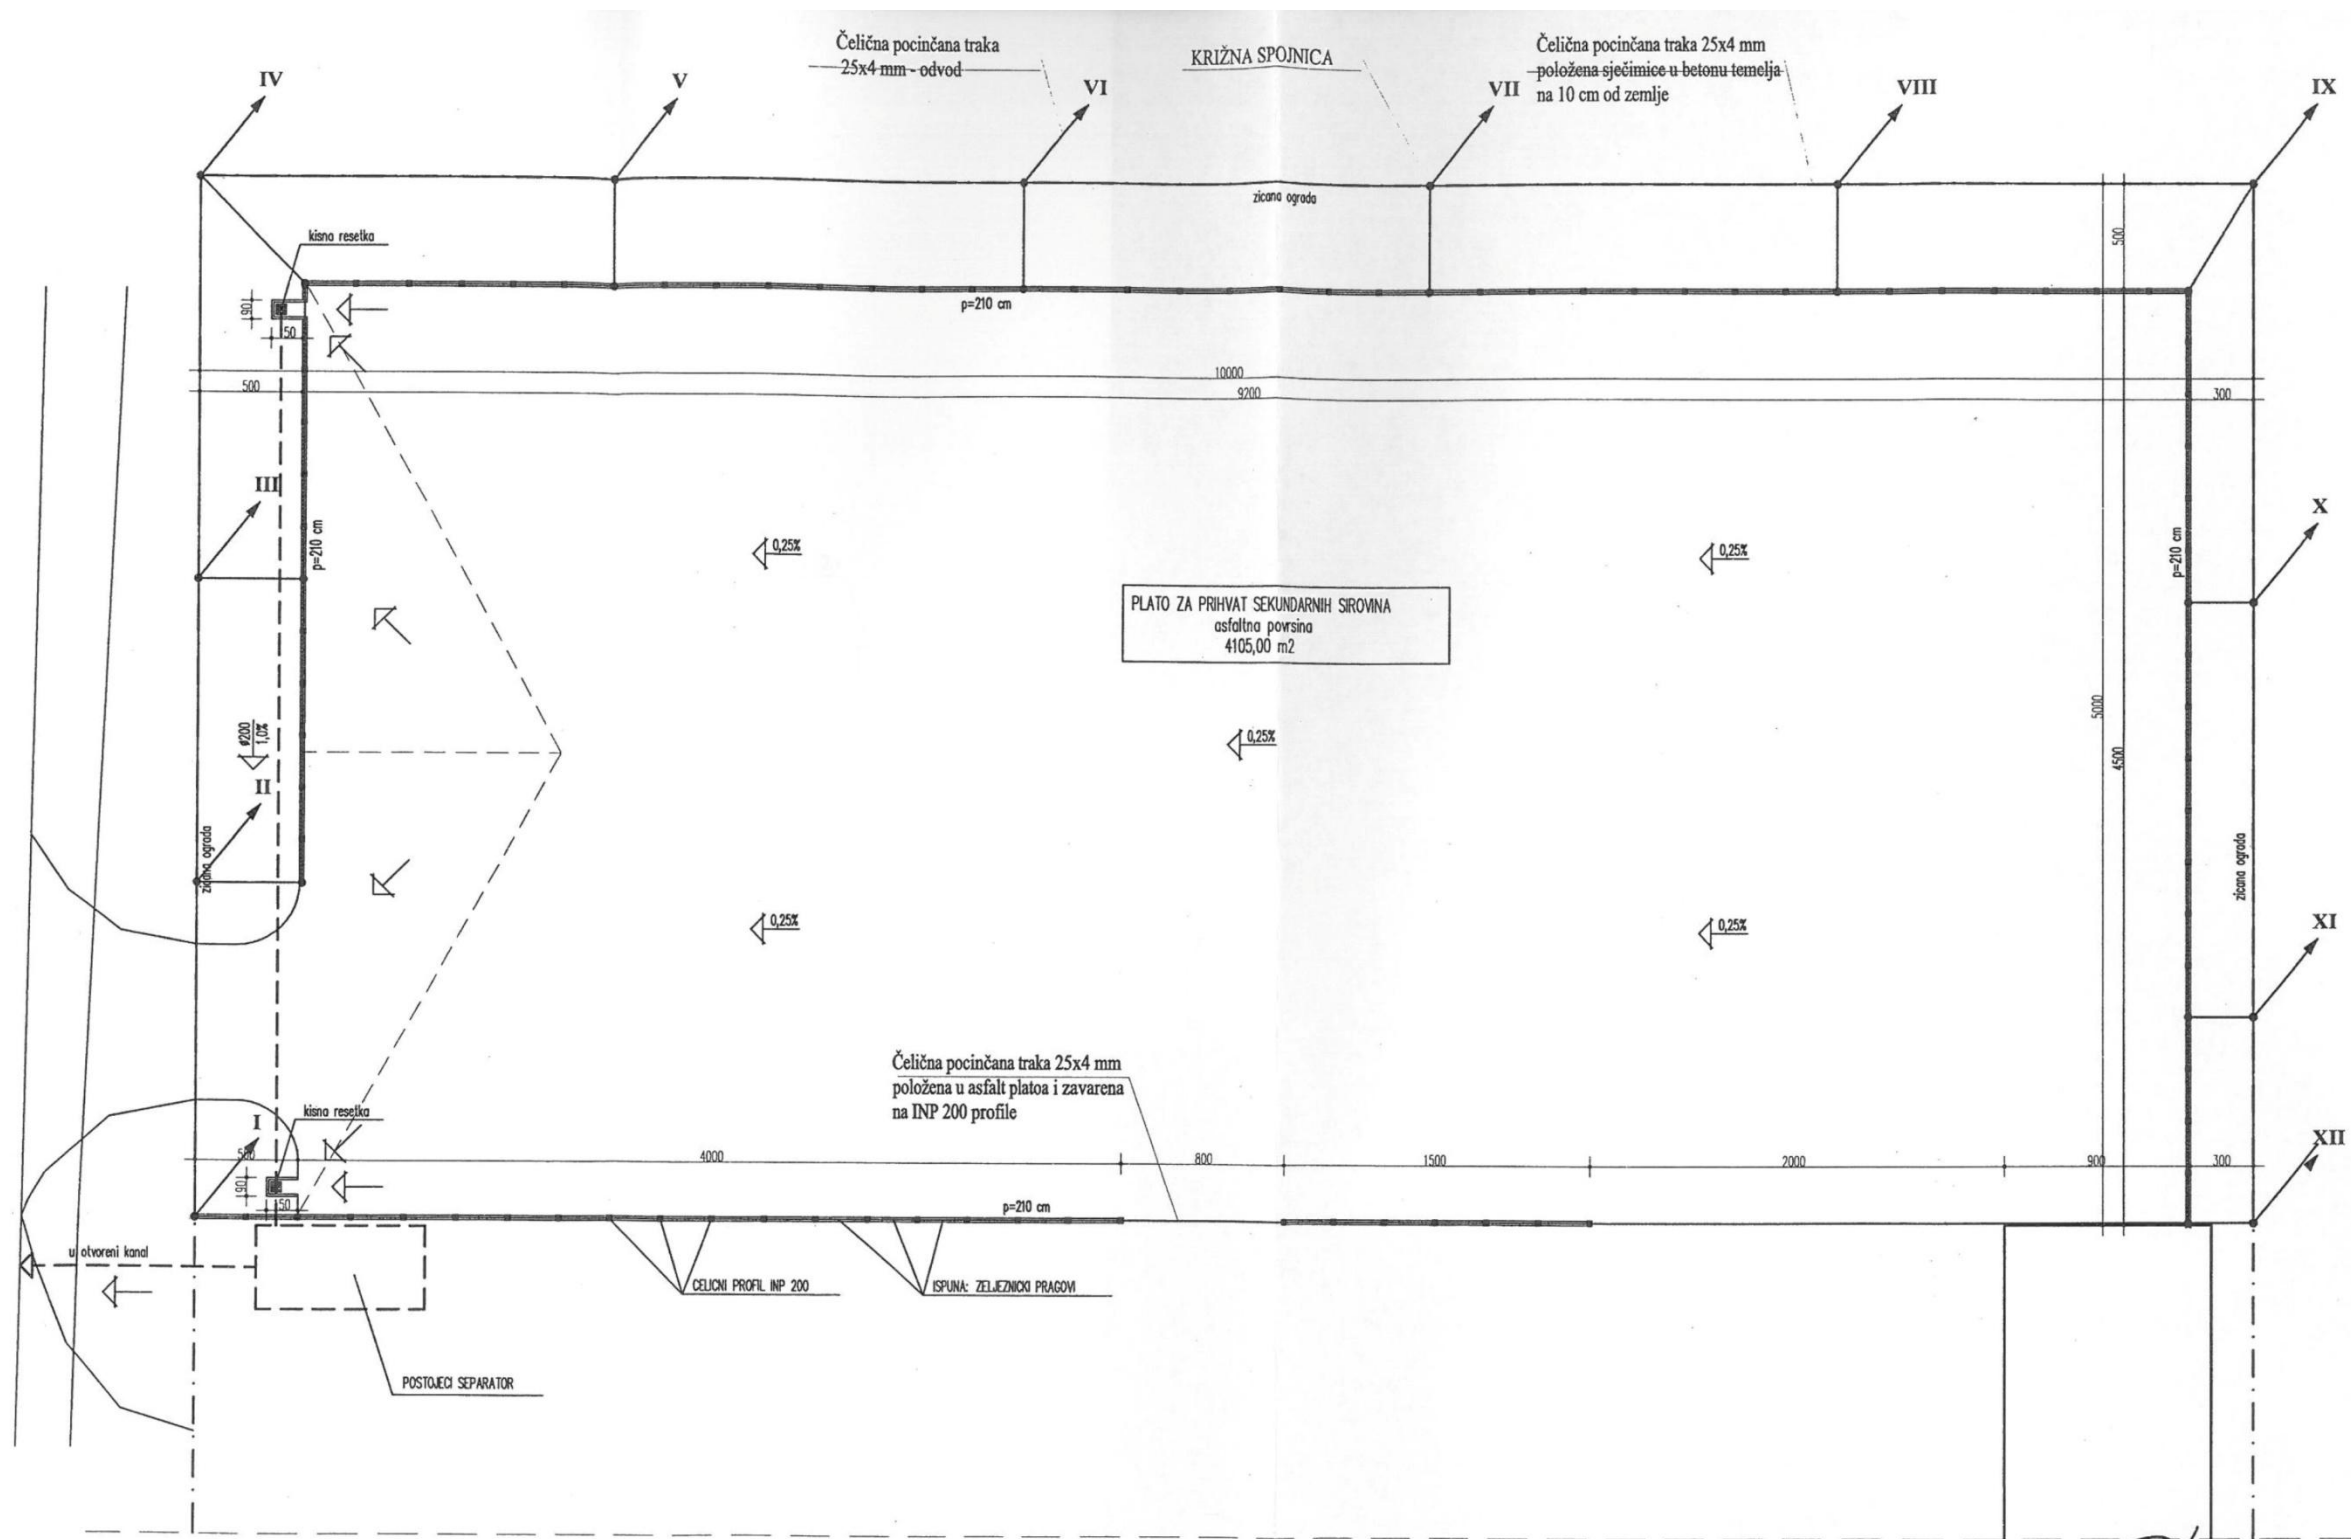 Čelična pocinčana traka
25x4 mm - odvod
KRIŽNA SPOJNICA
Čelična pocinčana traka 25x4 mm
položena sječimice u betonu temelja
na 10 cm od zemlje
IV
V
VI
VII
VIII
IX
zicana ograda
kisna resetka
90
50
p=210 cm
500
10000
500
9200
300
III
X
p=210 cm
p=210 cm
0,25%
0,25%
PLATO ZA PRIHVAT SEKUNDARNIH SIROVINA
asfaltna povrsina
4105,00 m2
ø200
1,0%
0,25%
5000
4500
II
zicana ograda
zicana ograda
0,25%
0,25%
XI
Čelična pocinčana traka 25x4 mm
položena u asfalt platoa i zavarena
na INP 200 profile
kisna resetka
I
XII
500
4000
800
1500
2000
900
300
90
50
p=210 cm
u otvoreni kanal
CELICNI PROFIL INP 200
ISPUNA: ZELJEZNICKI PRAGOVI
POSTOJECI SEPARATOR